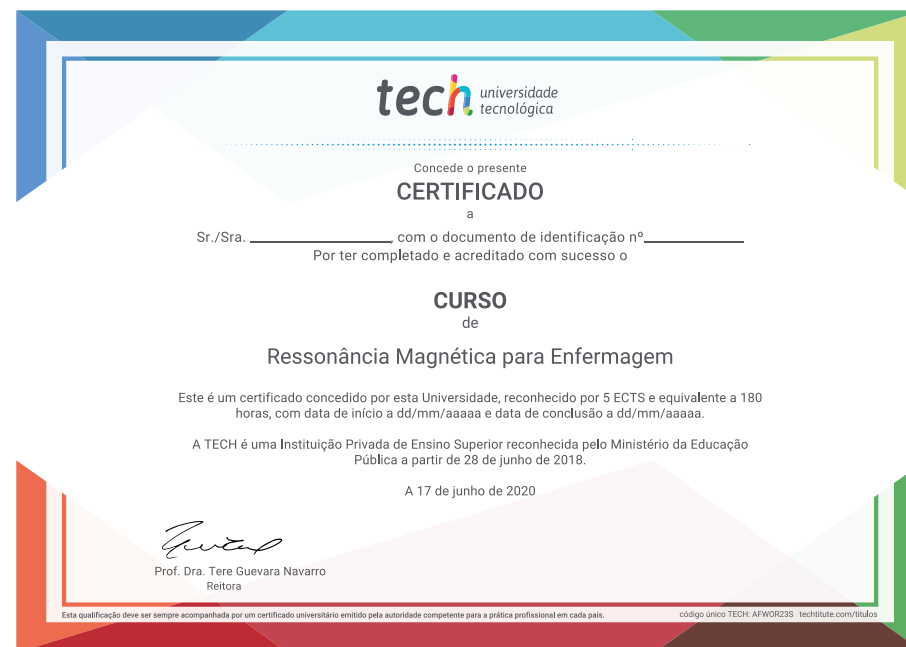 tech universidade
tecnológica
Concede o presente
CERTIFICADO
a
Sr./Sra. ________________, com o documento de identificação nº____________
Por ter completado e acreditado com sucesso o
CURSO
de
Ressonância Magnética para Enfermagem
Este é um certificado concedido por esta Universidade, reconhecido por 5 ECTS e equivalente a 180
horas, com data de início a dd/mm/aaaaa e data de conclusão a dd/mm/aaaaa.
A TECH é uma Instituição Privada de Ensino Superior reconhecida pelo Ministério da Educação
Pública a partir de 28 de junho de 2018.
A 17 de junho de 2020
Prof. Dra. Tere Guevara Navarro
Reitora
Esta qualificação deve ser sempre acompanhada por um certificado universitário emitido pela autoridade competente para a prática profissional em cada país.
código único TECH: AFWOR23S techtitute.com/titulos